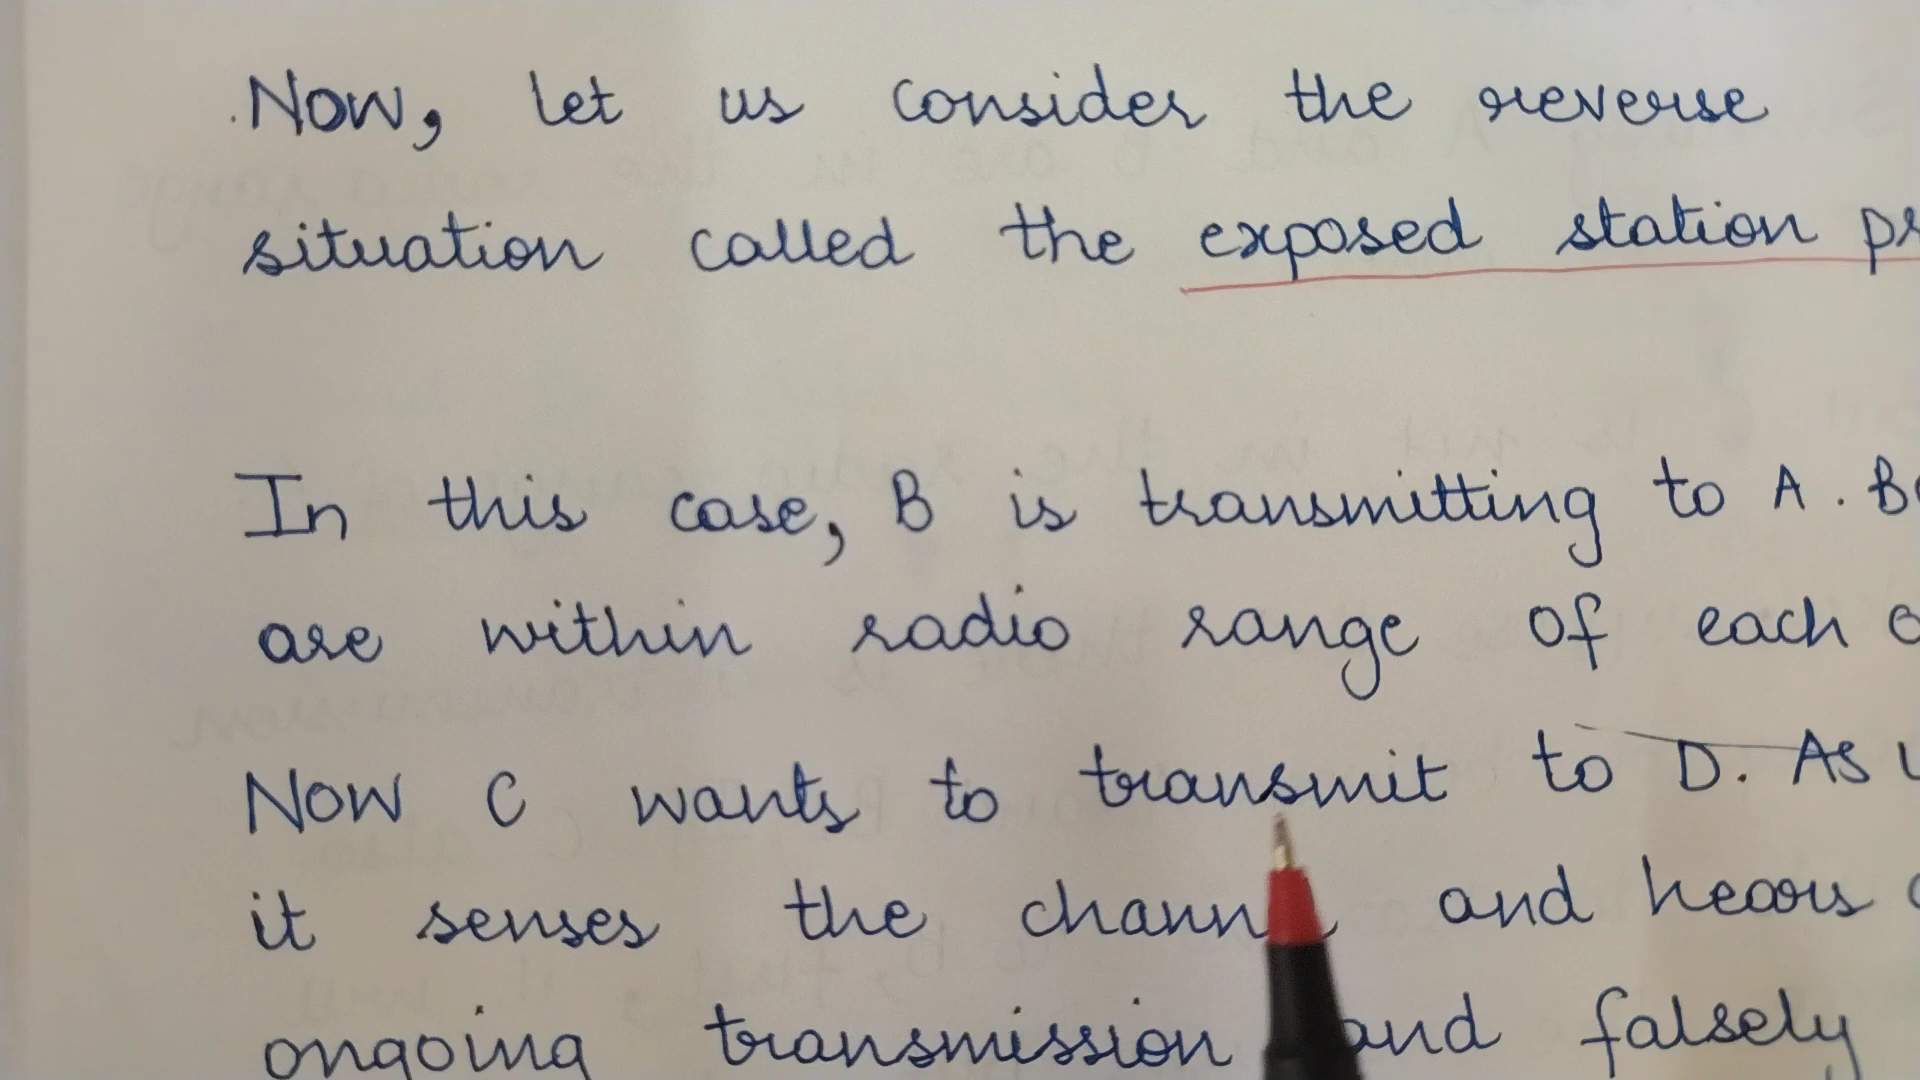 Now, let us consider the reverse
situation called the exposed station
In this case, B is transmitting to A.
are within radio range of each
Now C wants to transmit to D. As
it senses the and hears
ongoing transmission and falsely